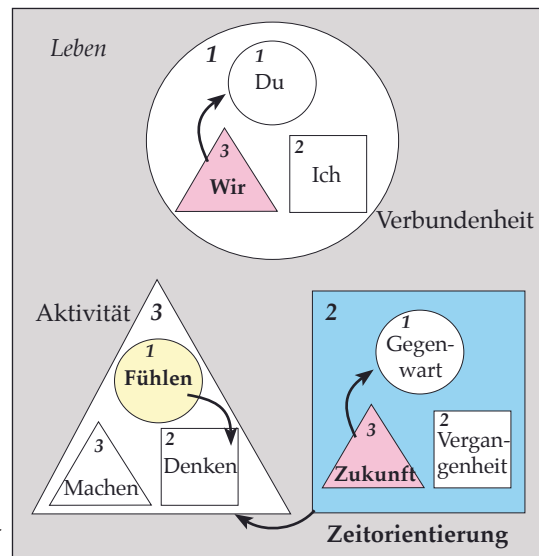 Leben
1
1
Du
3
Wir
2
Ich
Verbundenheit
Aktivität
3
1
Fühlen
3
Machen
2
Denken
2
1
Gegen-
wart
3
Zukunft
2
Vergan-
genheit
Zeitorientierung